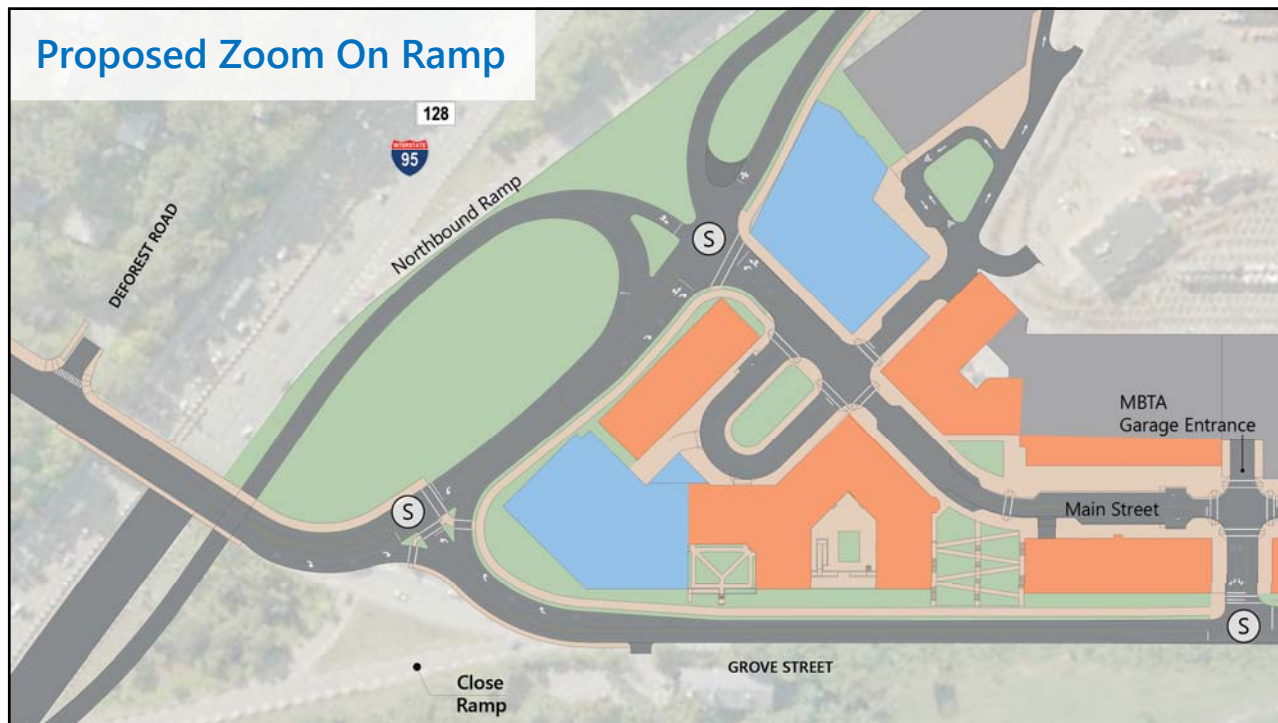 Proposed Zoom On Ramp
128
INTERSTATE
95
Northbound Ramp
DEFOREST ROAD
S
MBTA
Garage Entrance
S
Main Street
S
GROVE STREET
Close
Ramp